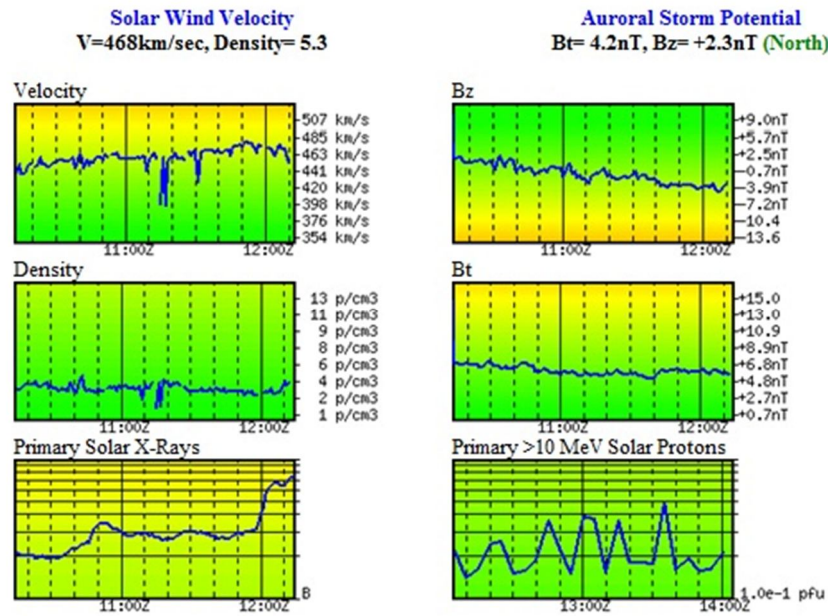 Solar Wind Velocity
V=468km/sec, Density= 5.3
Velocity
507 km/s
485 km/s
463 km/s
441 km/s
420 km/s
398 km/s
376 km/s
354 km/s
11:00Z 12:00Z
Density
13 p/cm3
11 p/cm3
9 p/cm3
8 p/cm3
6 p/cm3
4 p/cm3
2 p/cm3
1 p/cm3
11:00Z 12:00Z
Primary Solar X-Rays
B
11:00Z 12:00Z
Auroral Storm Potential
Bt= 4.2nT, Bz= +2.3nT (North)
Bz
+9.0nT
+5.7nT
+2.5nT
-0.7nT
-3.9nT
-7.2nT
-10.4
-13.6
11:00Z 12:00Z
Bt
+15.0
+13.0
+10.9
+8.9nT
+6.8nT
+4.8nT
+2.7nT
+0.7nT
11:00Z 12:00Z
Primary >10 MeV Solar Protons
1.0e-1 pfu
13:00Z 14:00Z